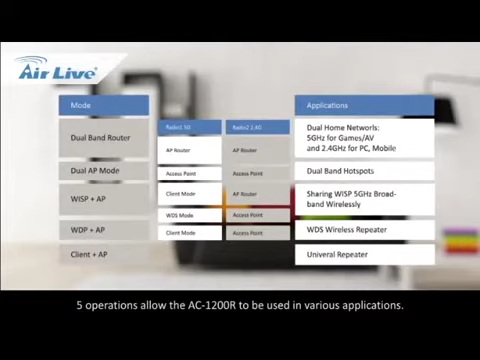 Air Live
Mode
Applications
Radio1 5G
Radio2 2.4G
Dual Band Router
AP Router
AP Router
Dual Home Networks:
5GHz for Games/AV
and 2.4GHz for PC, Mobile
Dual AP Mode
Access Point
Access Point
Dual Band Hotspots
WISP + AP
Client Mode
AP Router
Sharing WISP 5GHz Broad-
band Wirelessly
WDP + AP
WDS Mode
Access Point
WDS Wireless Repeater
Client + AP
Client Mode
Access Point
Univeral Repeater
5 operations allow the AC-1200R to be used in various applications.